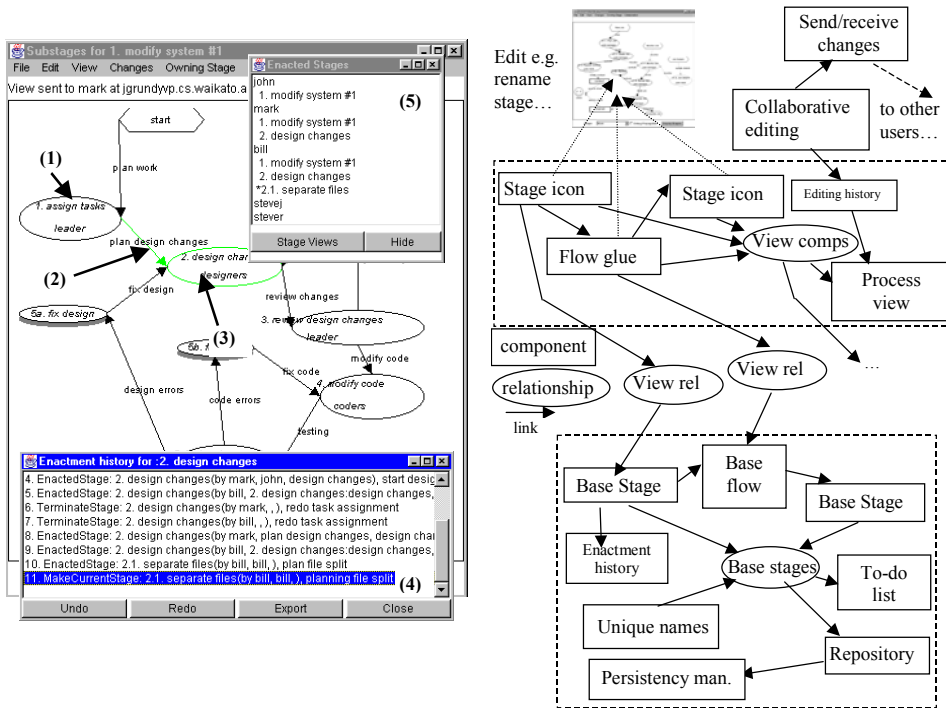 Substages for 1. modify system #1
File Edit View Changes Owning Stage
View sent to mark at jgrundyvp.cs.waikato.a
start
plan work
(1)
1. assign tasks
leader
plan design changes
(2)
2. design chan
designers
fix design
(3)
5a. fix design
review changes
3. review design changes
leader
modify code
5b. f
fix code
4. modify code
coders
design errors
code errors
testing
Enacted Stages
john
1. modify system #1
mark
1. modify system #1
2. design changes
bill
1. modify system #1
2. design changes
*2.1. separate files
stevej
stever
(5)
Stage Views Hide
Enactment history for :2. design changes
4. EnactedStage: 2. design changes(by mark, john, design changes), start desig
5. EnactedStage: 2. design changes(by bill, 2. design changes:design changes,
6. TerminateStage: 2. design changes(by mark, , ), redo task assignment
7. TerminateStage: 2. design changes(by bill, , ), redo task assignment
8. EnactedStage: 2. design changes(by mark, plan design changes, design char
9. EnactedStage: 2. design changes(by bill, 2. design changes:design changes,
10. EnactedStage: 2.1. separate files(by bill, bill, ), plan file split
11. MakeCurrentStage: 2.1. separate files(by bill, bill, ), planning file split
(4)
Undo Redo Export Close
Edit e.g.
rename
stage…
Send/receive
changes
Collaborative
editing
to other
users…
Stage icon
Stage icon
Editing history
Flow glue
View comps
Process
view
component
relationship
link
View rel
View rel
…
Base Stage
Base
flow
Base Stage
Enactment
history
Base stages
To-do
list
Unique names
Repository
Persistency man.